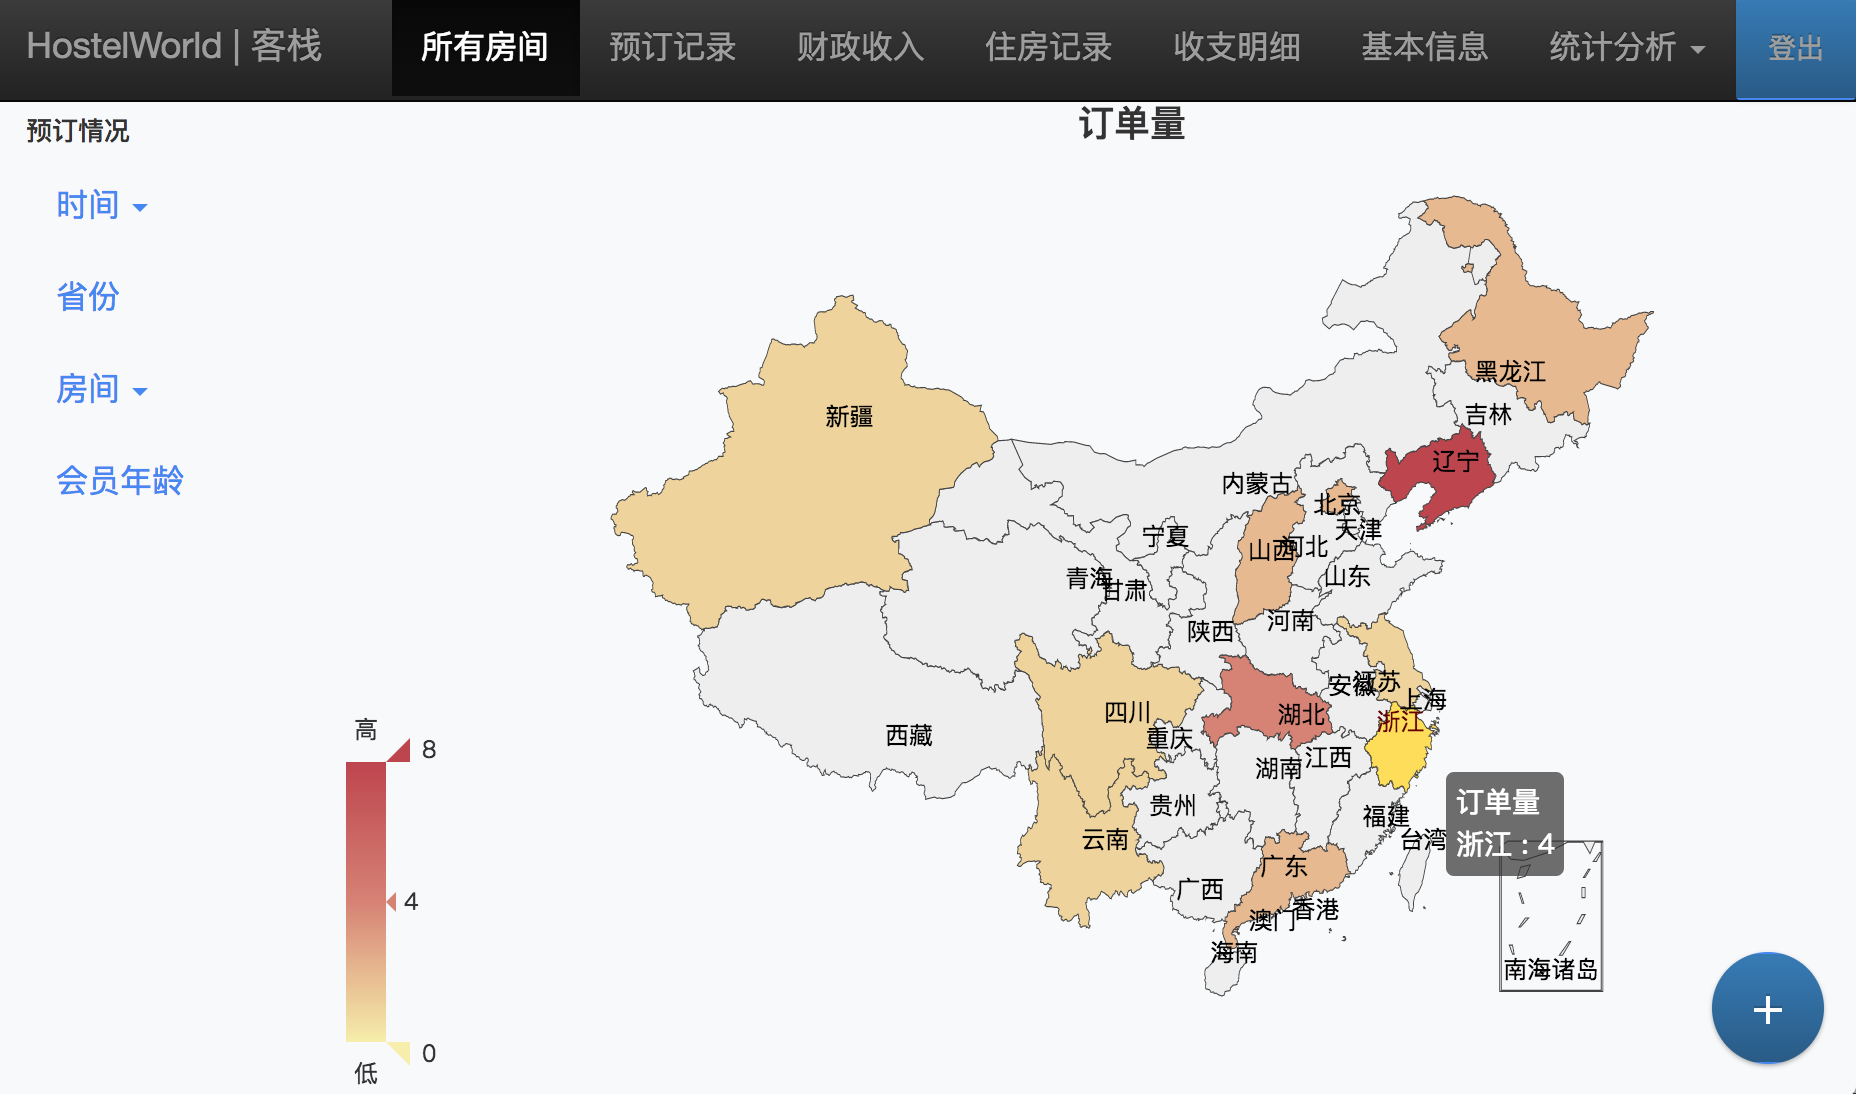 HostelWorld | 客栈
所有房间
预订记录
财政收入
住房记录
收支明细
基本信息
统计分析
登出
预订情况
时间
省份
房间
会员年龄
订单量
黑龙江
吉林
辽宁
新疆
内蒙古
北京
天津
宁夏
山西
河北
青海
甘肃
山东
陕西
河南
安徽
江苏
上海
四川
湖北
浙江
西藏
重庆
湖南
江西
贵州
福建
云南
台湾
广东
广西
澳门
香港
海南
南海诸岛
订单量
浙江 : 4
高
8
4
0
低
+